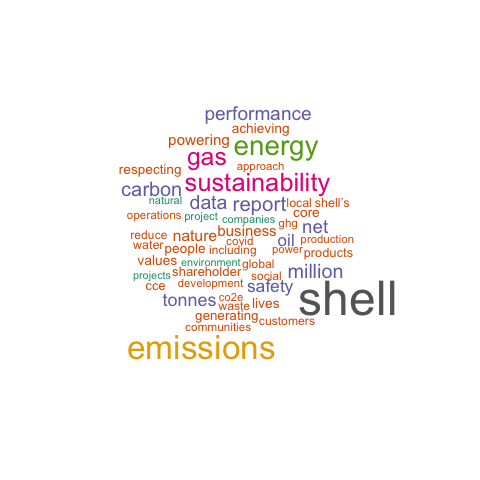 performance
achieving
powering energy
gas
respecting approach
carbon sustainability
natural data report local shell's
operations project companies core
ghg net
reduce nature business
water people including covid oil power production products
values environment global
projects shareholder social million
cce development safety shell
tonnes co2e waste lives
generating
communities customers
emissions